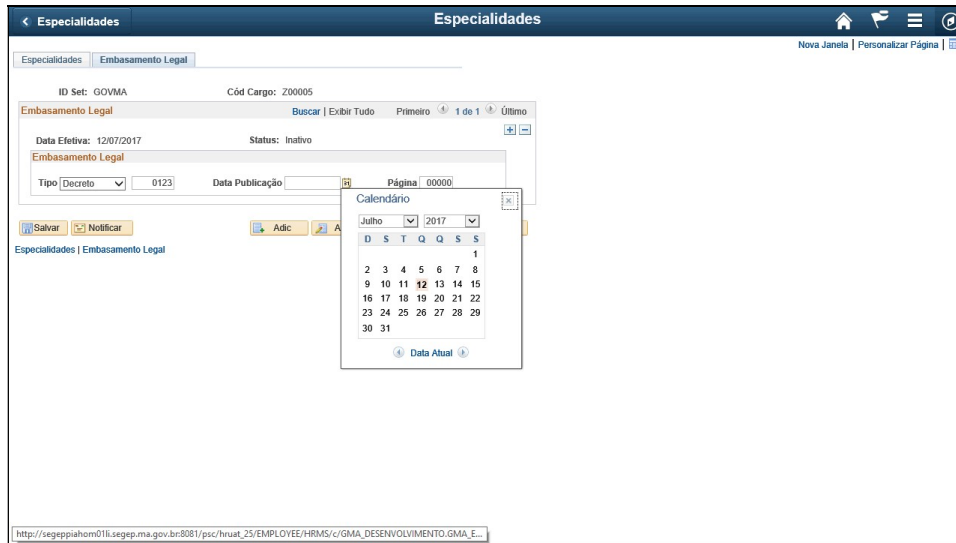 Especialidades
Especialidades
Nova Janela | Personalizar Página |
Especialidades Embasamento Legal
ID Set: GOVMA Cód Cargo: Z00005
Embasamento Legal Buscar | Exibir Tudo Primeiro 1 de 1 Último
Data Efetiva: 12/07/2017 Status: Inativo
Embasamento Legal
Tipo Decreto 0123 Data Publicação Página 00000
Salvar Notificar Adic A
Especialidades | Embasamento Legal
Calendário
Julho 2017
D S T Q Q S S
1
2 3 4 5 6 7 8
9 10 11 12 13 14 15
16 17 18 19 20 21 22
23 24 25 26 27 28 29
30 31
Data Atual
http://segeppiahom01li.segep.ma.gov.br:8081/psc/hruat_25/EMPLOYEE/HRMS/c/GMA_DESENVOLVIMENTO.GMA_E...